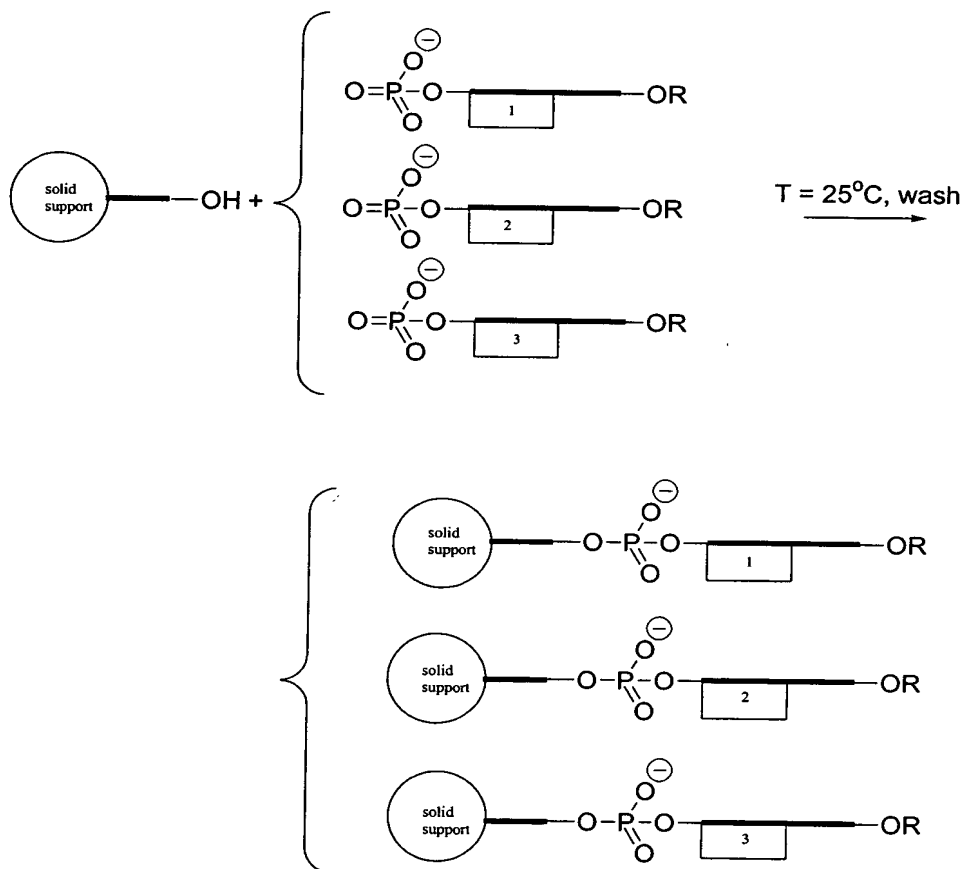 O=P-O-O ⊖ O
1
OR
solid
support
OH +
O=P-O-O ⊖ O
2
OR
T = 25°C, wash
O=P-O-O ⊖ O
3
OR
solid
support
O-P-O O ⊖ O
1
OR
solid
support
O-P-O O ⊖ O
2
OR
solid
support
O-P-O O ⊖ O
3
OR